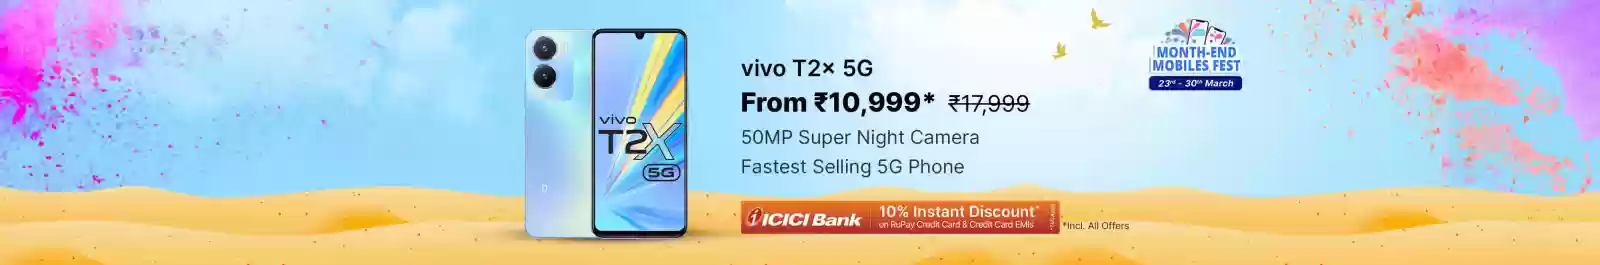 MONTH-END
MOBILES FEST
23rd - 30th March
vivo
T2X
5G
vivo T2x 5G
From ₹10,999* ₹17,999
50MP Super Night Camera
Fastest Selling 5G Phone
ICICI Bank
10% Instant Discount*
on RuPay Credit Card & Credit Card EMIs
*Incl. All Offers